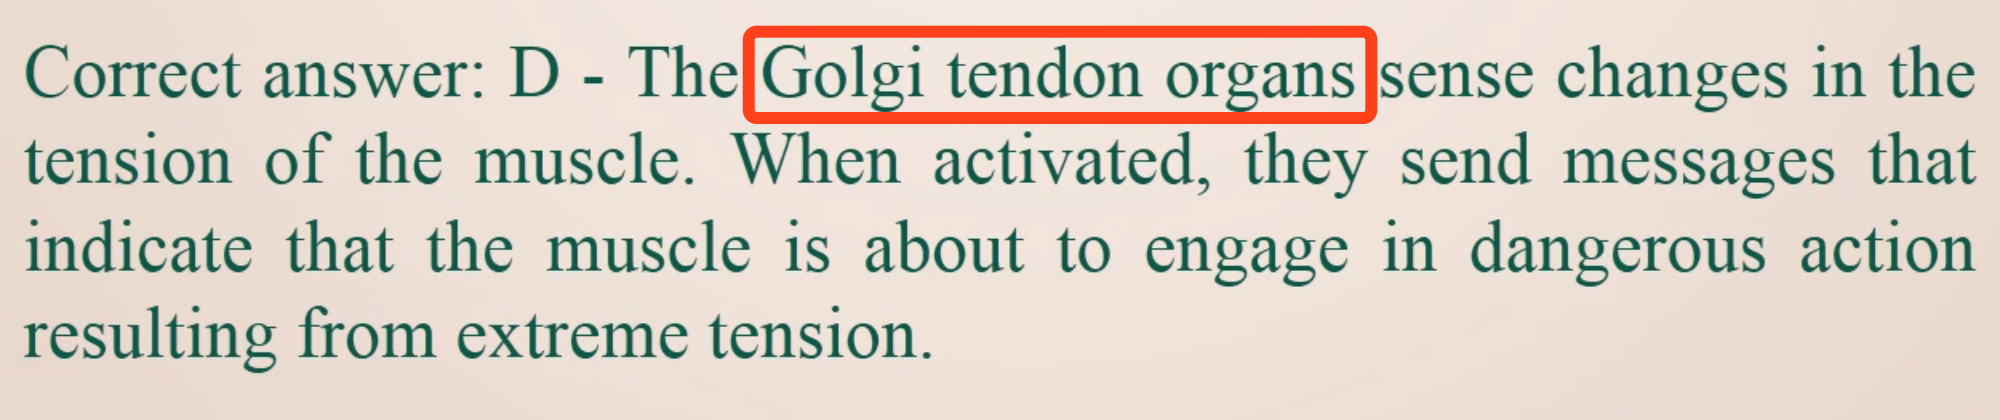 Correct answer: D - The Golgi tendon organs sense changes in the
tension of the muscle. When activated, they send messages that
indicate that the muscle is about to engage in dangerous action
resulting from extreme tension.